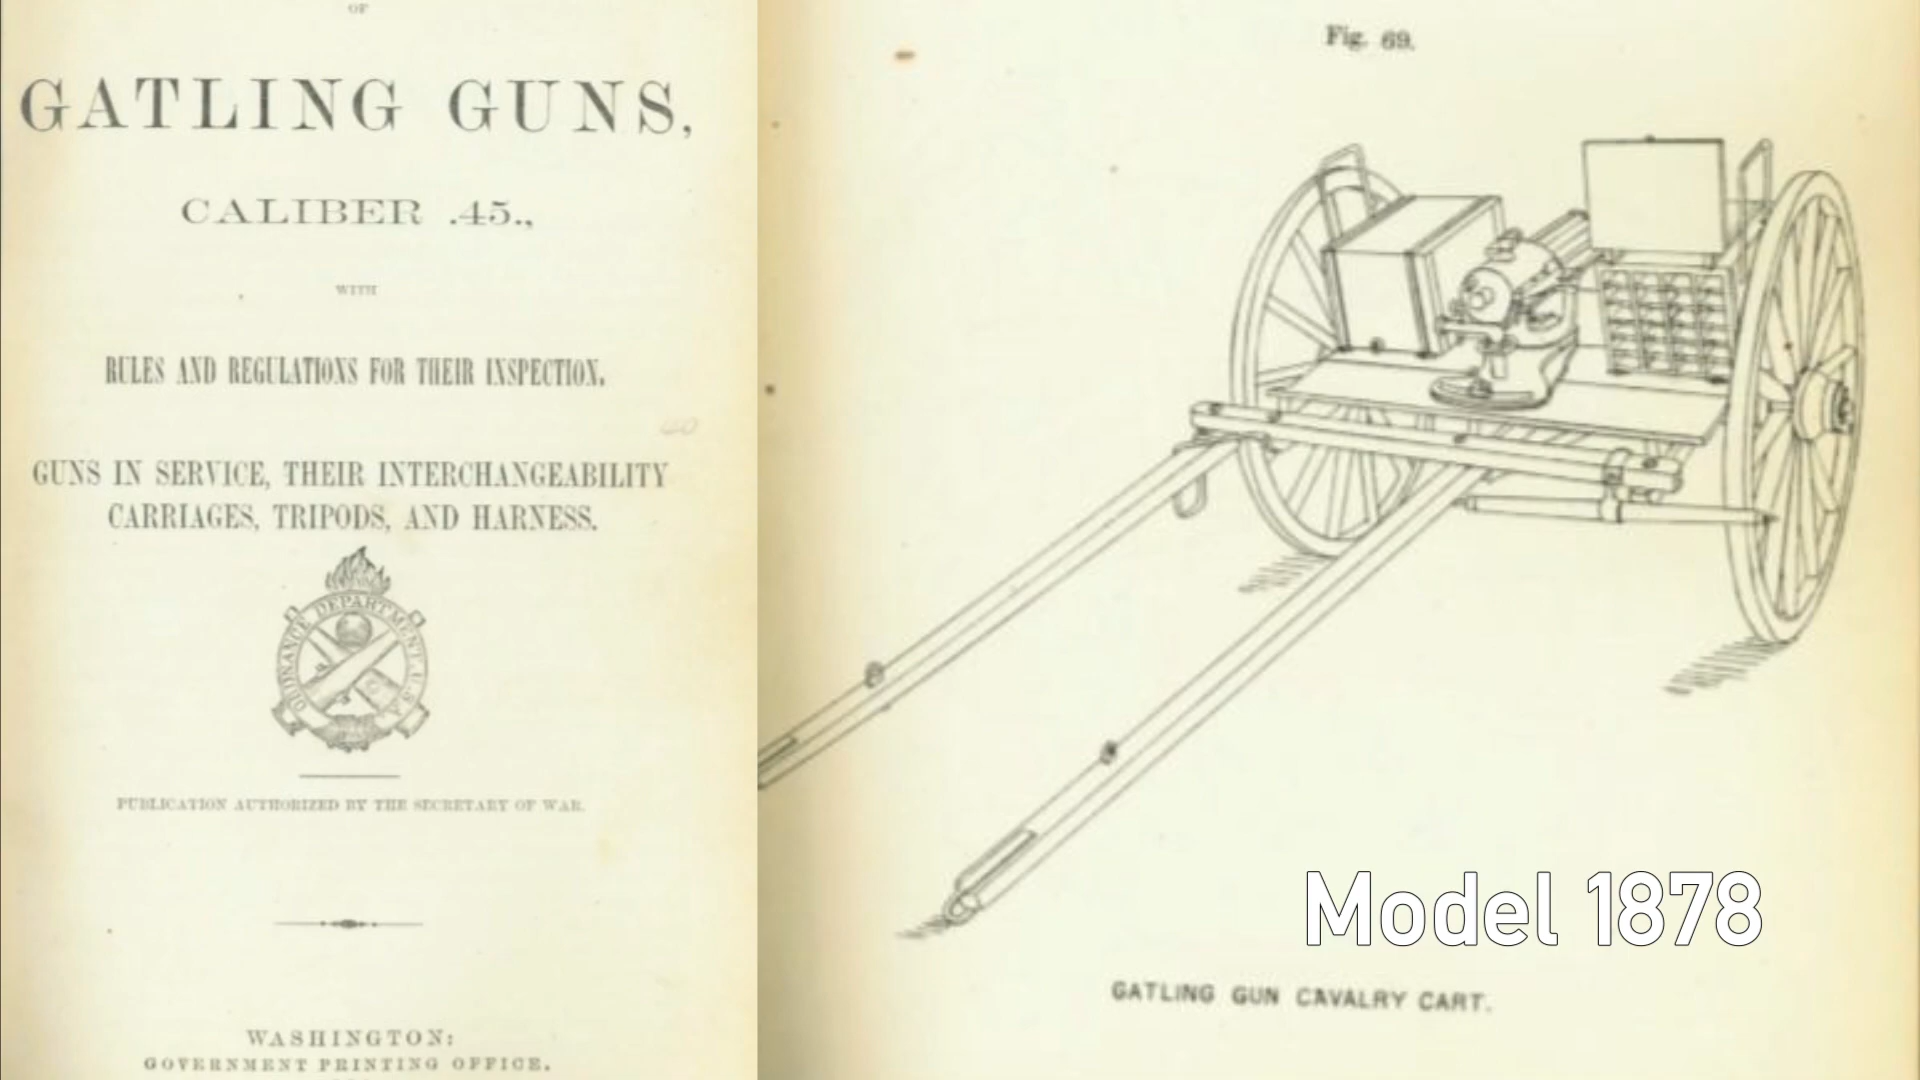 OF
GATLING GUNS,
CALIBER .45.,
WITH
RULES AND REGULATIONS FOR THEIR INSPECTION.
GUNS IN SERVICE, THEIR INTERCHANGEABILITY
CARRIAGES, TRIPODS, AND HARNESS.
ORDNANCE DEPARTMENT U.S.A.
PUBLICATION AUTHORIZED BY THE SECRETARY OF WAR.
WASHINGTON:
GOVERNMENT PRINTING OFFICE.
Fig. 69.
Model 1878
GATLING GUN CAVALRY CART.